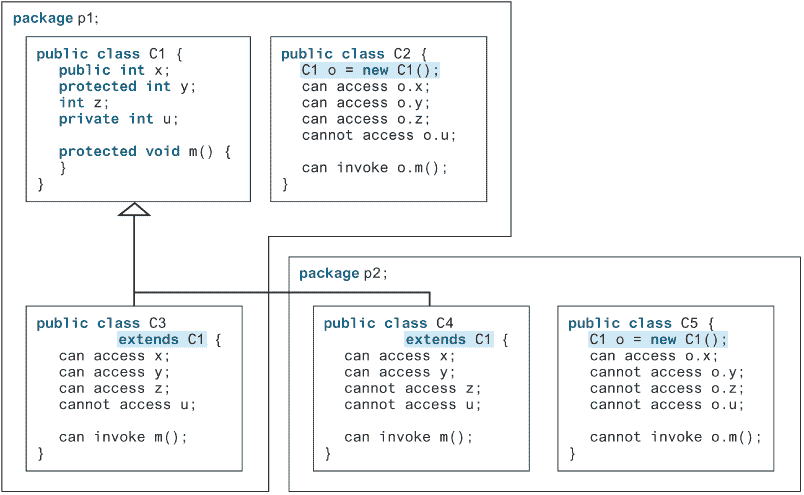 package p1;
public class C1 {
public int x;
protected int y;
int z;
private int u;
protected void m() {
}
}
public class C2 {
C1 o = new C1();
can access o.x;
can access o.y;
can access o.z;
cannot access o.u;
can invoke o.m();
}
package p2;
public class C3
extends C1 {
can access x;
can access y;
can access z;
cannot access u;
can invoke m();
}
public class C4
extends C1 {
can access x;
can access y;
cannot access z;
cannot access u;
can invoke m();
}
public class C5 {
C1 o = new C1();
can access o.x;
cannot access o.y;
cannot access o.z;
cannot access o.u;
cannot invoke o.m();
}